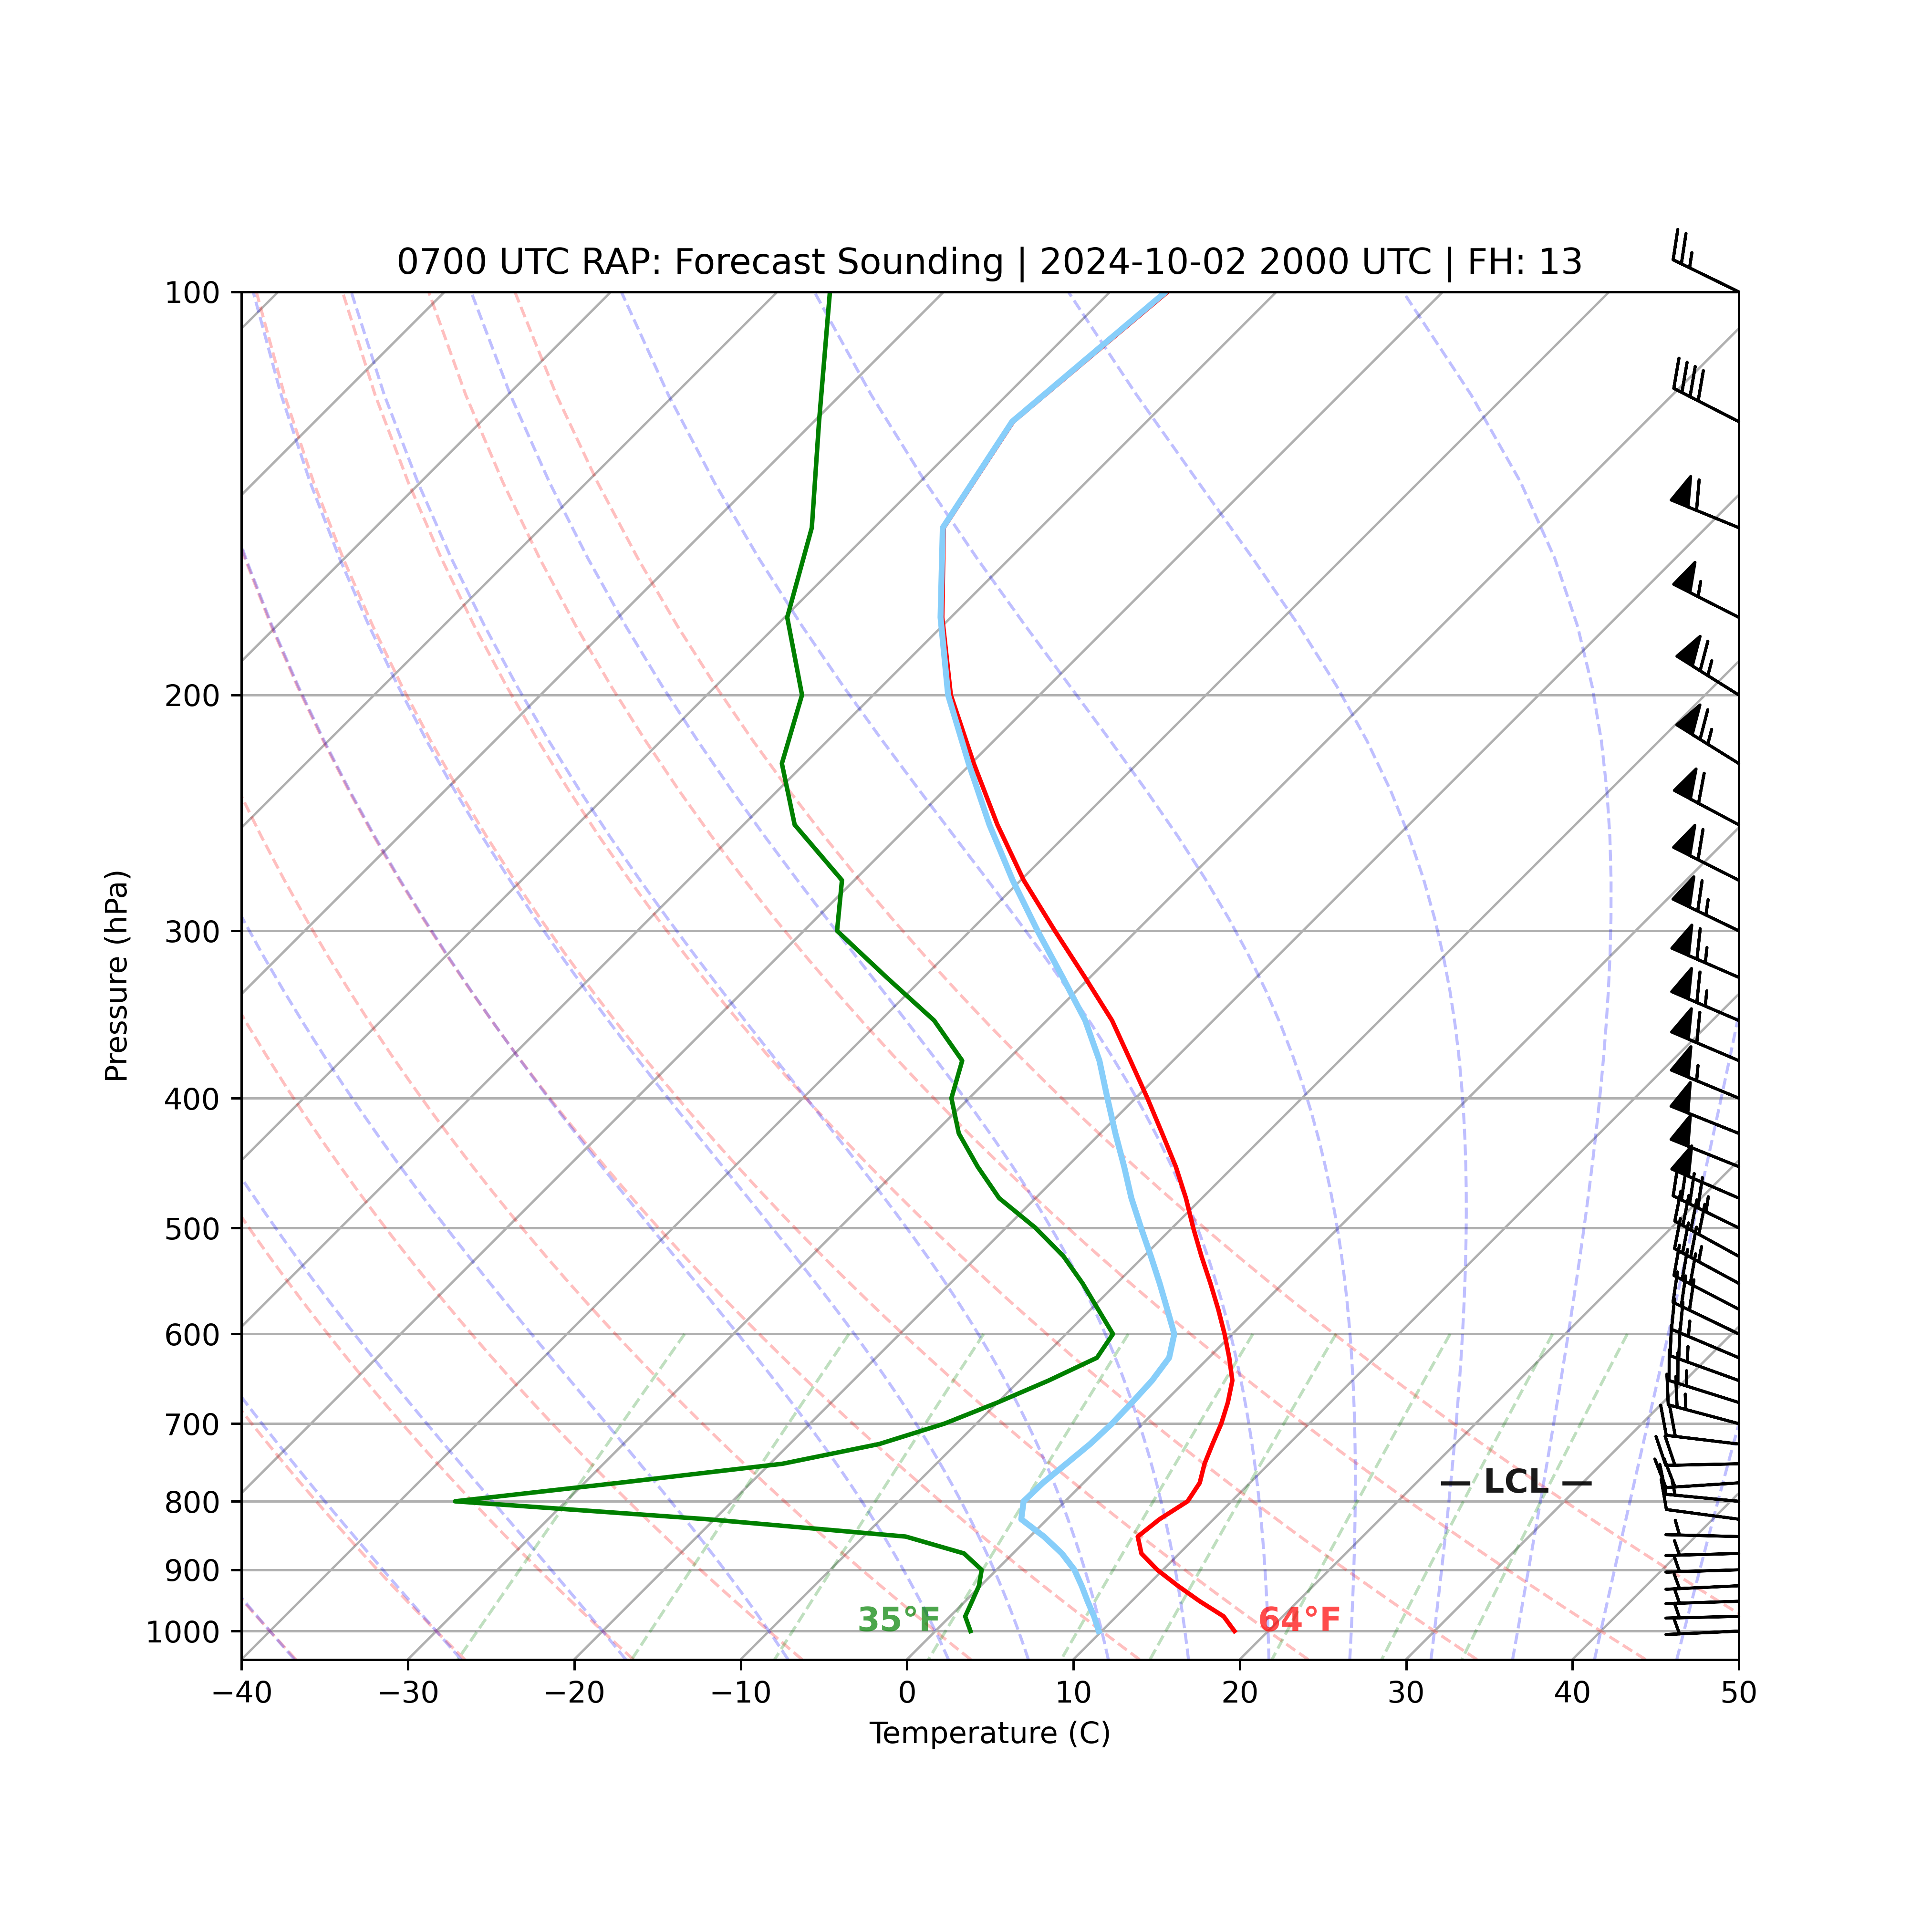 0700 UTC RAP: Forecast Sounding | 2024-10-02 2000 UTC | FH: 13
100
200
300
400
500
600
700
800
900
1000
Pressure (hPa)
— LCL —
35°F
64°F
−40 −30 −20 −10 0 10 20 30 40 50
Temperature (C)